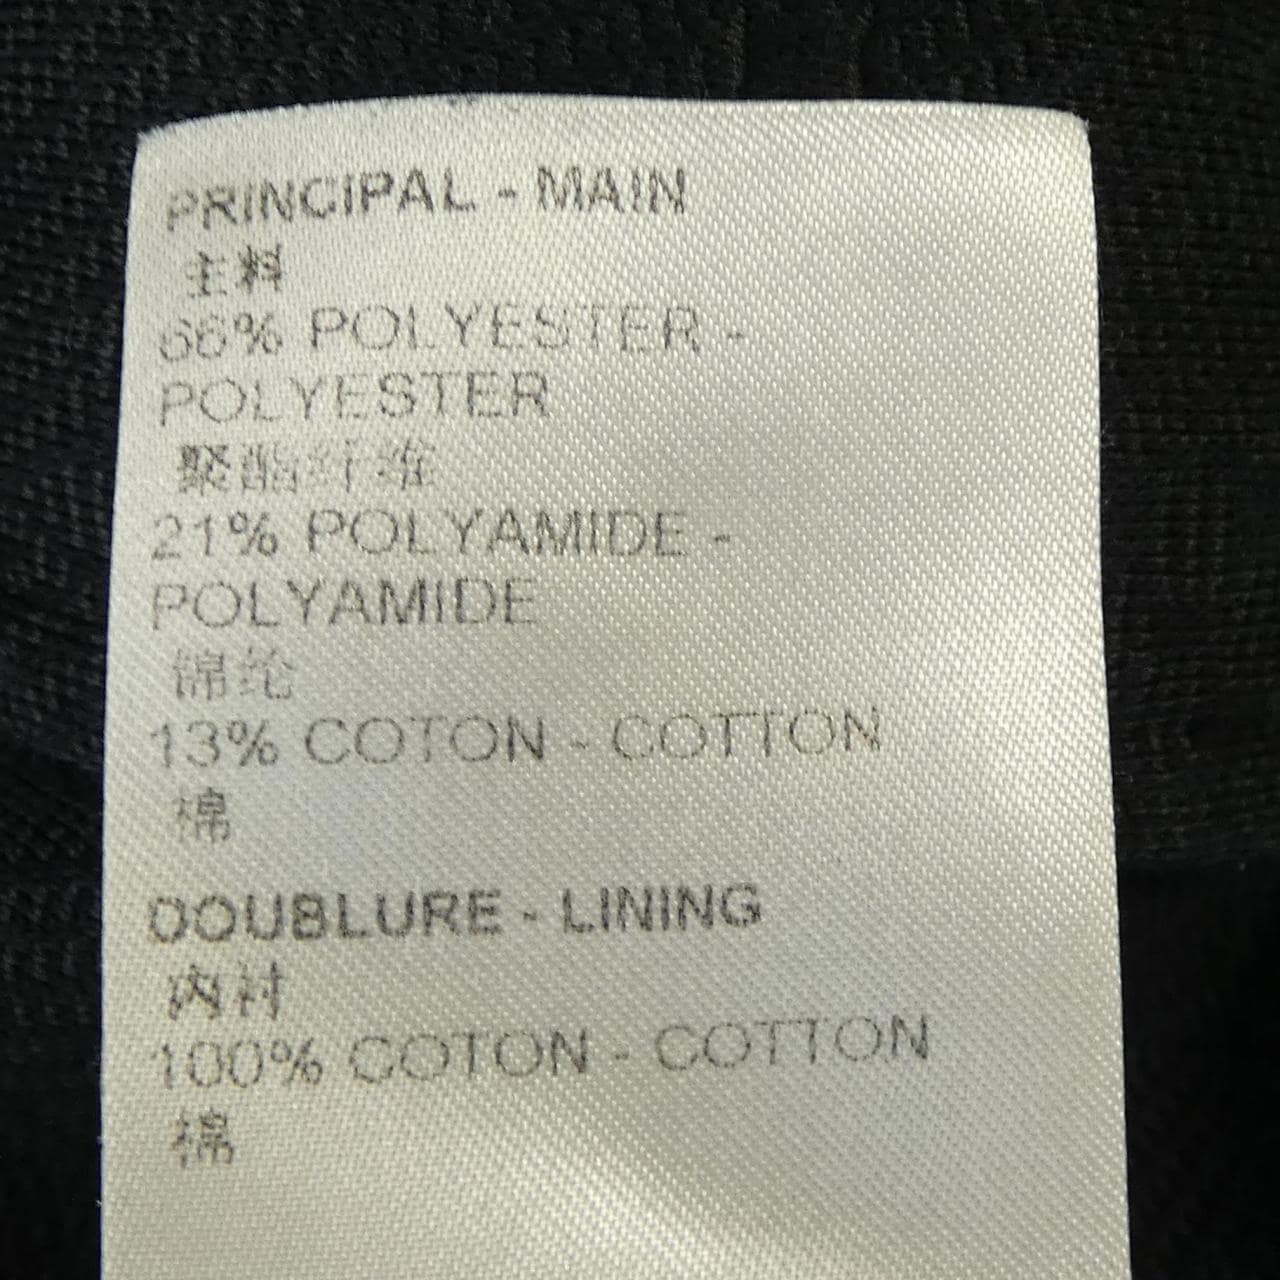 PRINCIPAL - MAIN
主料
66% POLYESTER -
POLYESTER
聚酯纤维
21% POLYAMIDE -
POLYAMIDE
锦纶
13% COTON - COTTON
棉
DOUBLURE - LINING
内衬
100% COTON - COTTON
棉